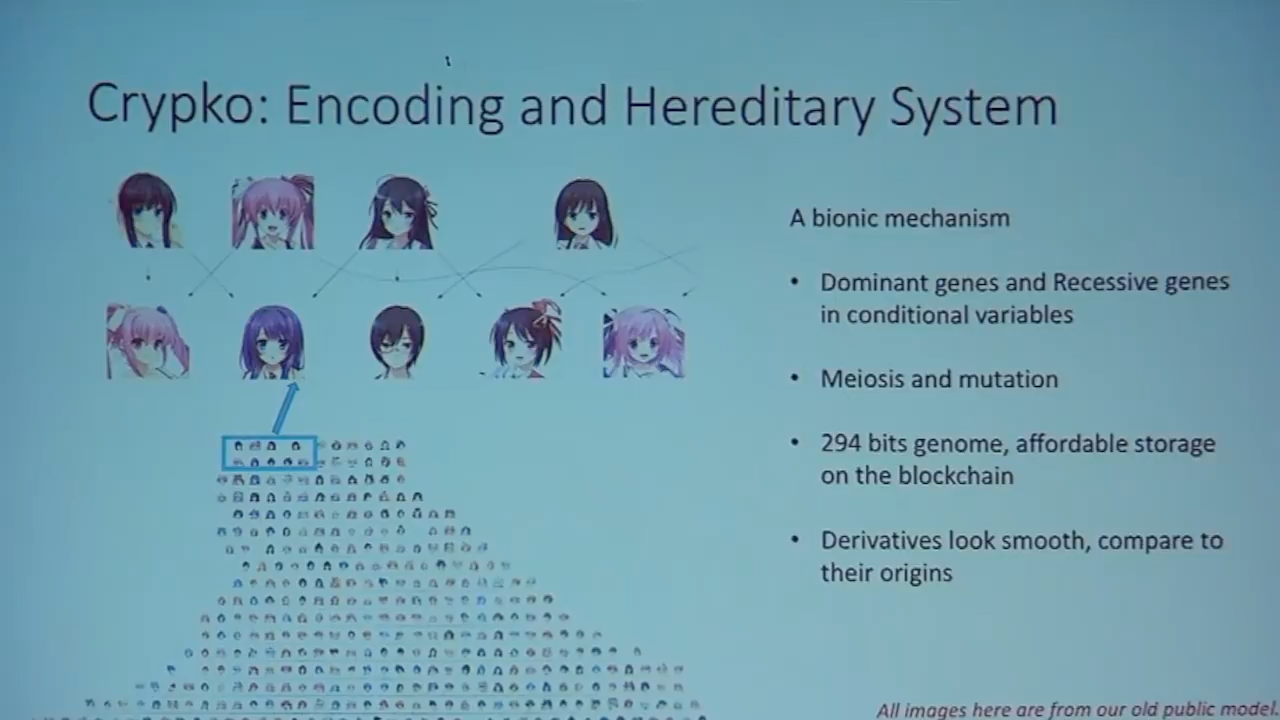 Crypko: Encoding and Hereditary System
A bionic mechanism
• Dominant genes and Recessive genes
in conditional variables
• Meiosis and mutation
• 294 bits genome, affordable storage
on the blockchain
• Derivatives look smooth, compare to
their origins
All images here are from our old public model.